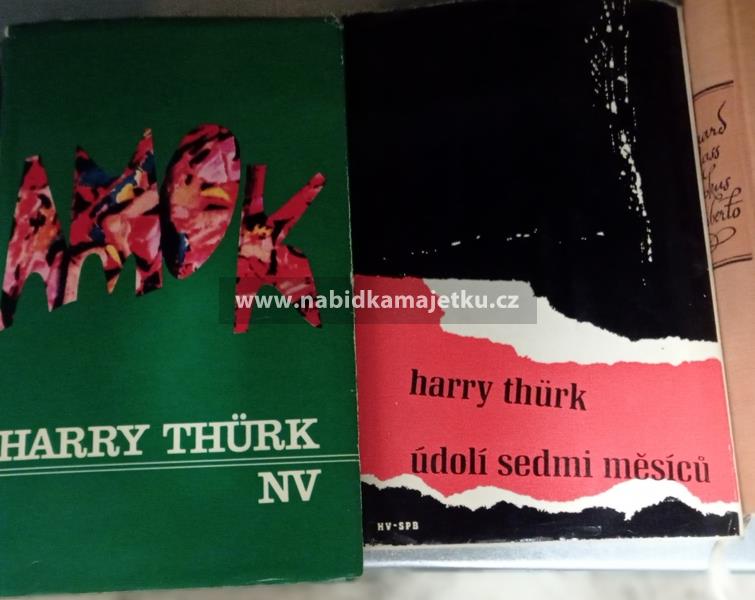 AMOK
HARRY THÜRK
NV
harry thürk
údolí sedmi měsíců
HV-SPB
www.nabidkamajetku.cz